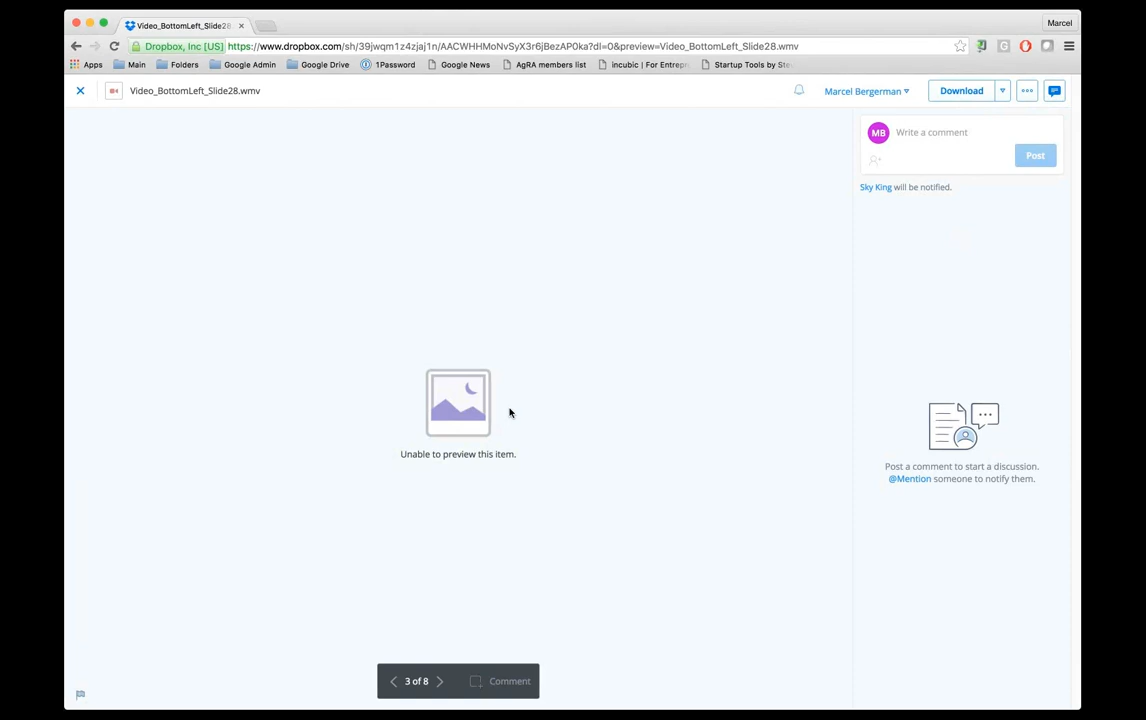 Video_BottomLeft_Slide28.
Marcel
Dropbox, Inc [US] https://www.dropbox.com/sh/39jwqm1z4zjaj1n/AACWHHMoNvSyX3r6jBezAP0ka?dl=0&preview=Video_BottomLeft_Slide28.wmv
Apps Main Folders Google Admin Google Drive 1Password Google News AgRA members list incubic | For Entrepr Startup Tools by Ste
Video_BottomLeft_Slide28.wmv
Marcel Bergerman
Download
MB Write a comment
Post
Sky King will be notified.
Unable to preview this item.
Post a comment to start a discussion.
@Mention someone to notify them.
3 of 8 Comment